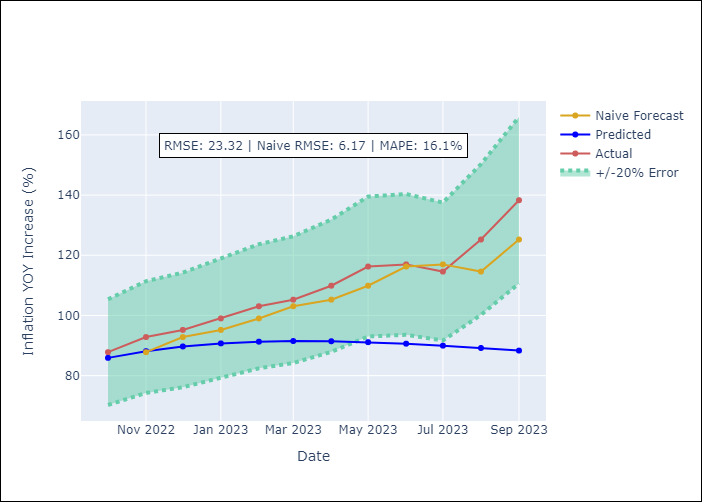 RMSE: 23.32 | Naive RMSE: 6.17 | MAPE: 16.1%
Naive Forecast
Predicted
Actual
+/-20% Error
Inflation YOY Increase (%)
160
140
120
100
80
Nov 2022
Jan 2023
Mar 2023
May 2023
Jul 2023
Sep 2023
Date